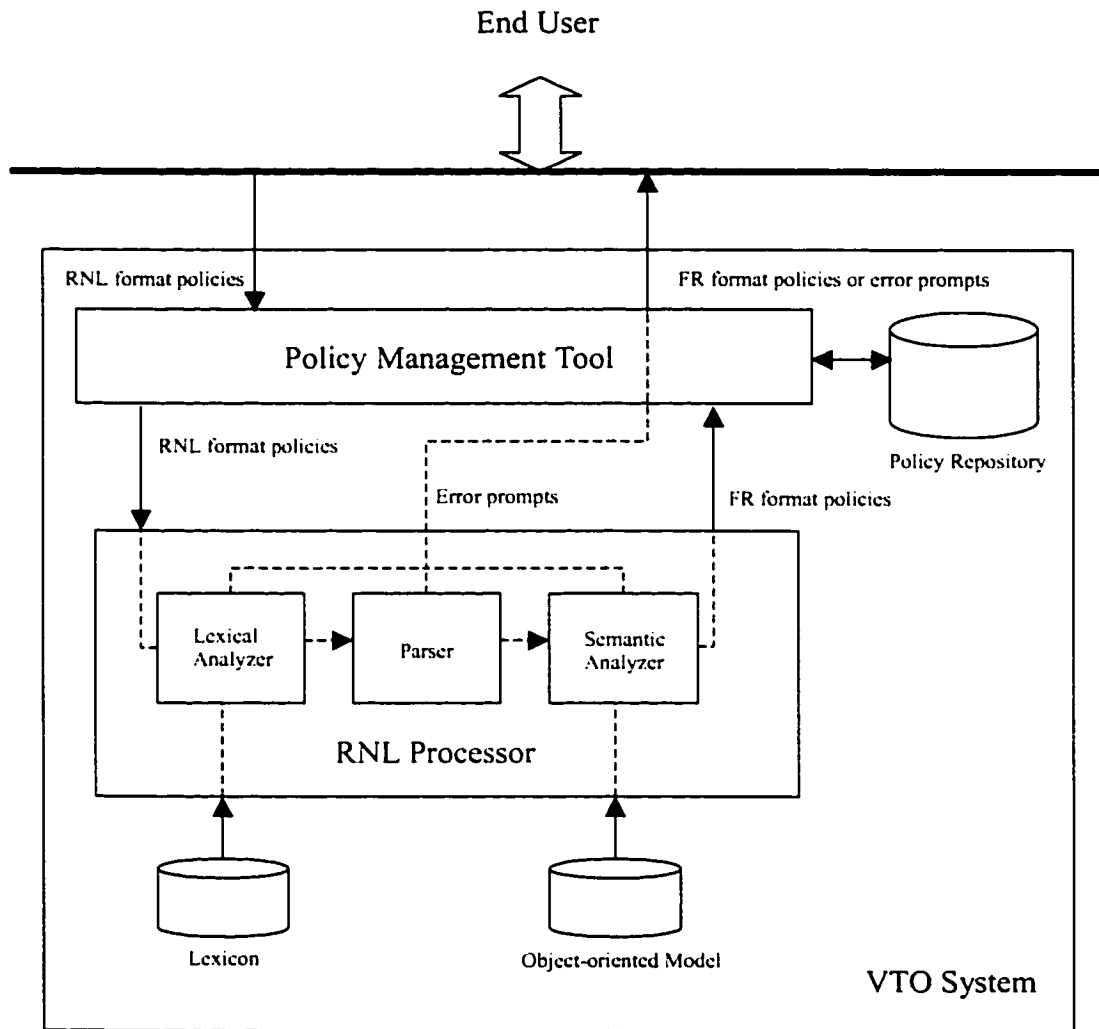 End User
RNL format policies
FR format policies or error prompts
Policy Management Tool
RNL format policies
Policy Repository
Error prompts
FR format policies
Lexical
Analyzer
Parser
Semantic
Analyzer
RNL Processor
Lexicon
Object-oriented Model
VTO System